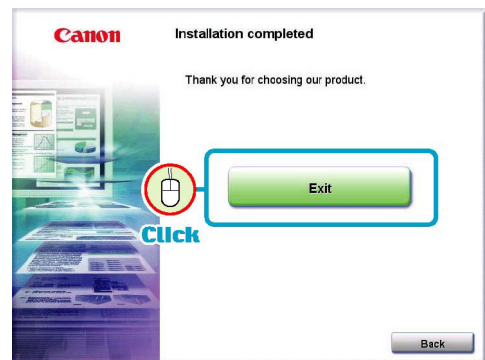 Canon
Installation completed
Thank you for choosing our product.
Exit
Click
Back